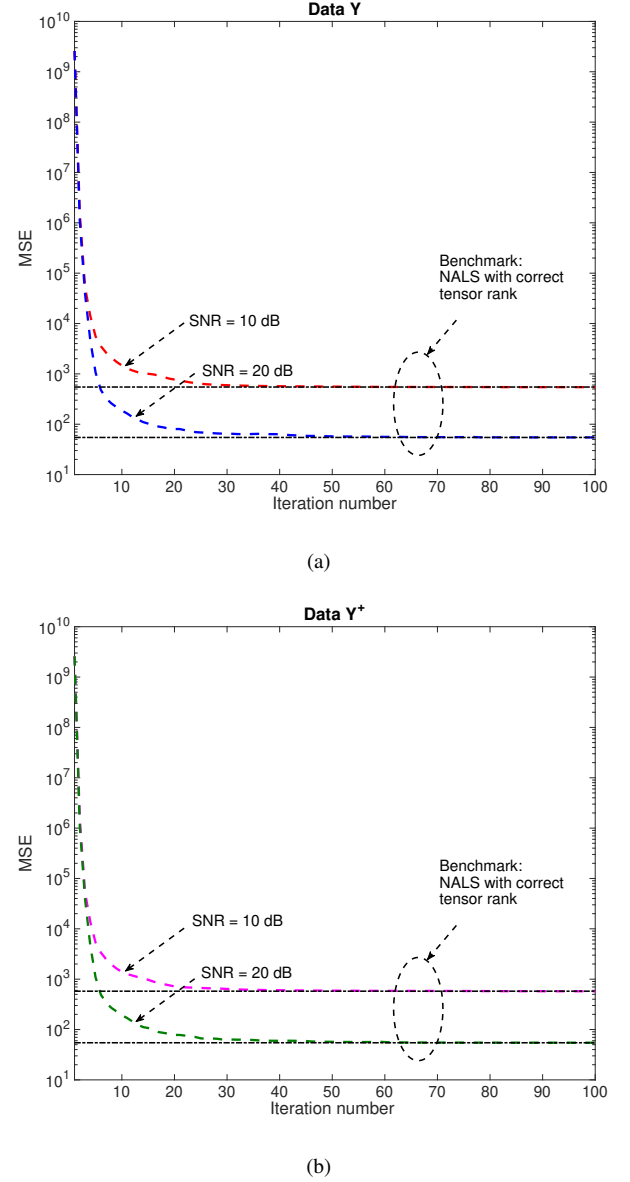 Data Y
10^10
10^9
10^8
10^7
10^6
10^5
10^4
10^3
10^2
10^1
MSE
Benchmark:
NALS with correct
tensor rank
SNR = 10 dB
SNR = 20 dB
10 20 30 40 50 60 70 80 90 100
Iteration number
(a)
Data Y^+
10^10
10^9
10^8
10^7
10^6
10^5
10^4
10^3
10^2
10^1
MSE
Benchmark:
NALS with correct
tensor rank
SNR = 10 dB
SNR = 20 dB
10 20 30 40 50 60 70 80 90 100
Iteration number
(b)